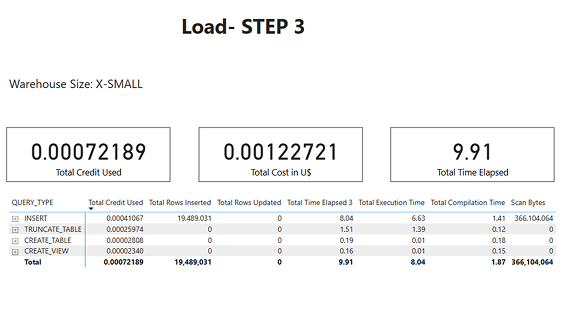 Load- STEP 3
Warehouse Size: X-SMALL
0.00072189 0.00122721 9.91
Total Credit Used Total Cost in U$ Total Time Elapsed
QUERY_TYPE Total Credit Used Total Rows Inserted Total Rows Updated Total Time Elapsed 3 Total Execution Time Total Compilation Time Scan Bytes
INSERT 0.00041067 19,489,031 0 8.04 6.63 1.41 366,104,064
TRUNCATE_TABLE 0.00025974 0 0 1.51 1.39 0.12 0
CREATE_TABLE 0.00002808 0 0 0.19 0.01 0.18 0
CREATE_VIEW 0.00002340 0 0 0.16 0.01 0.15 0
Total 0.00072189 19,489,031 0 9.91 8.04 1.87 366,104,064